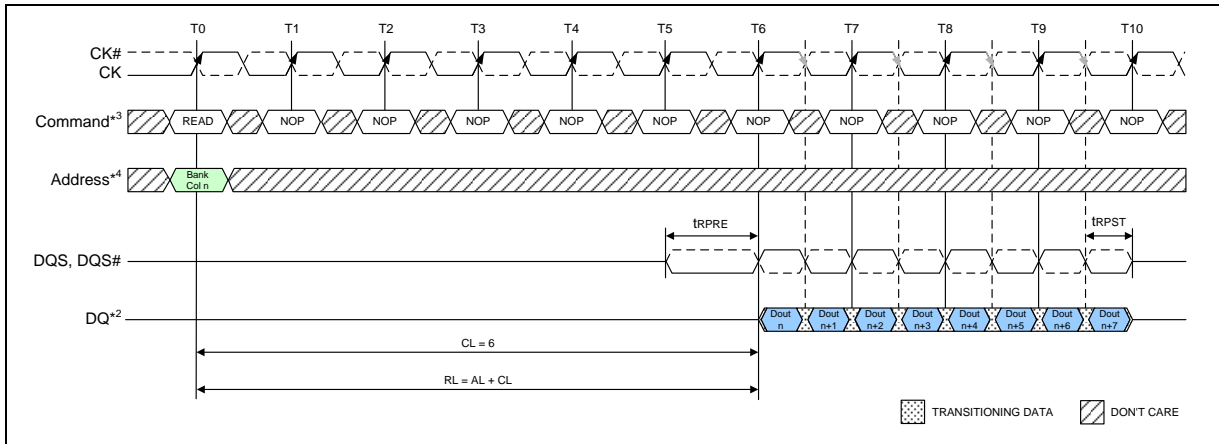 T0 T1 T2 T3 T4 T5 T6 T7 T8 T9 T10
CK#
CK
Command*3 READ NOP NOP NOP NOP NOP NOP NOP NOP NOP NOP
Address*4 Bank
Col n
tRPRE tRPST
DQS, DQS#
DQ*2 Dout n Dout n+1 Dout n+2 Dout n+3 Dout n+4 Dout n+5 Dout n+6 Dout n+7
CL = 6
RL = AL + CL
TRANSITIONING DATA DON'T CARE